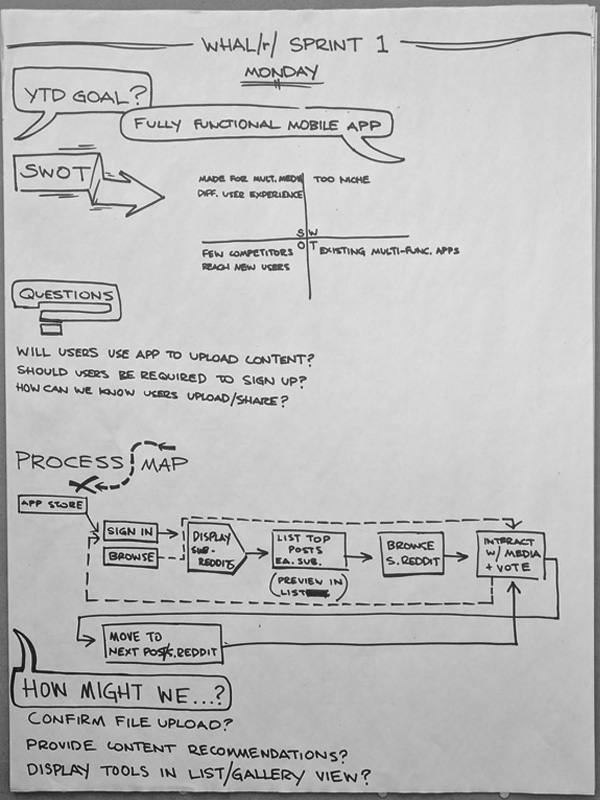 WHAL/r/ SPRINT 1
MONDAY
YTD GOAL?
FULLY FUNCTIONAL MOBILE APP
SWOT
MADE FOR MULT. MEDIA
DIFF. USER EXPERIENCE
TOO NICHE
S W
O T
FEW COMPETITORS
REACH NEW USERS
EXISTING MULTI-FUNC. APPS
QUESTIONS
WILL USERS USE APP TO UPLOAD CONTENT?
SHOULD USERS BE REQUIRED TO SIGN UP?
HOW CAN WE KNOW USERS UPLOAD/SHARE?
PROCESS MAP
APP STORE
SIGN IN
BROWSE
DISPLAY
SUB-
REDDITS
LIST TOP
POSTS
EA. SUB.
(PREVIEW IN
LIST)
BROWSE
S.REDDIT
INTERACT
W/ MEDIA
+ VOTE
MOVE TO
NEXT POST/S.REDDIT
HOW MIGHT WE...?
CONFIRM FILE UPLOAD?
PROVIDE CONTENT RECOMMENDATIONS?
DISPLAY TOOLS IN LIST/GALLERY VIEW?